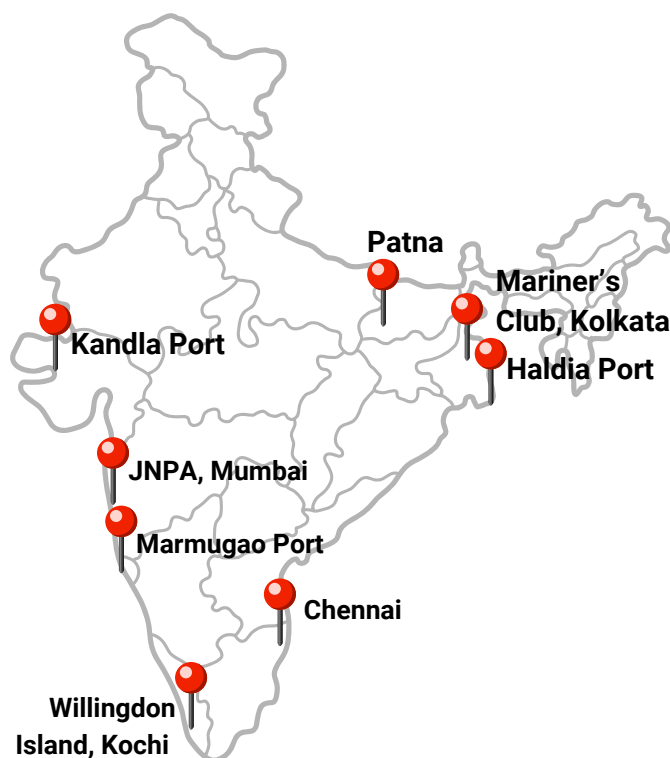 Patna
Mariner’s
Club, Kolkata
Kandla Port
Haldia Port
JNPA, Mumbai
Marmugao Port
Chennai
Willingdon
Island, Kochi